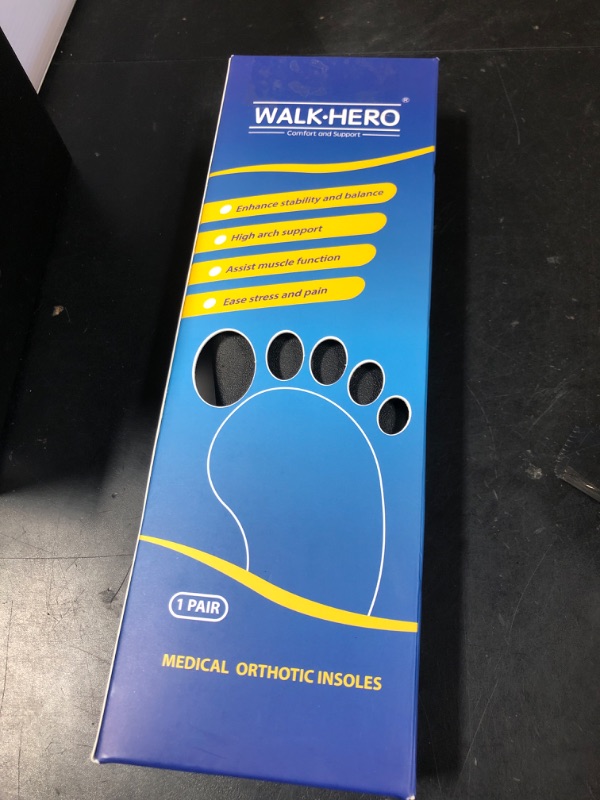 WALK·HERO®
Comfort and Support
Enhance stability and balance
High arch support
Assist muscle function
Ease stress and pain
1 PAIR
MEDICAL ORTHOTIC INSOLES